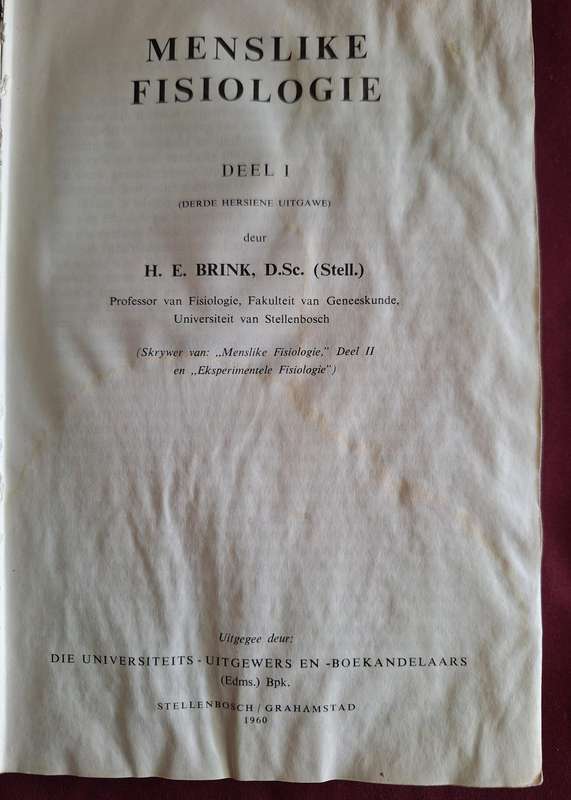 MENSLIKE
FISIOLOGIE
DEEL I
(DERDE HERSIENE UITGAWE)
deur
H. E. BRINK, D.Sc. (Stell.)
Professor van Fisiologie, Fakulteit van Geneeskunde,
Universiteit van Stellenbosch
(Skrywer van: „Menslike Fisiologie,” Deel II
en „Eksperimentele Fisiologie”)
Uitgegee deur:
DIE UNIVERSITEITS-UITGEWERS EN -BOEKANDELAARS
(Edms.) Bpk.
STELLENBOSCH / GRAHAMSTAD
1960